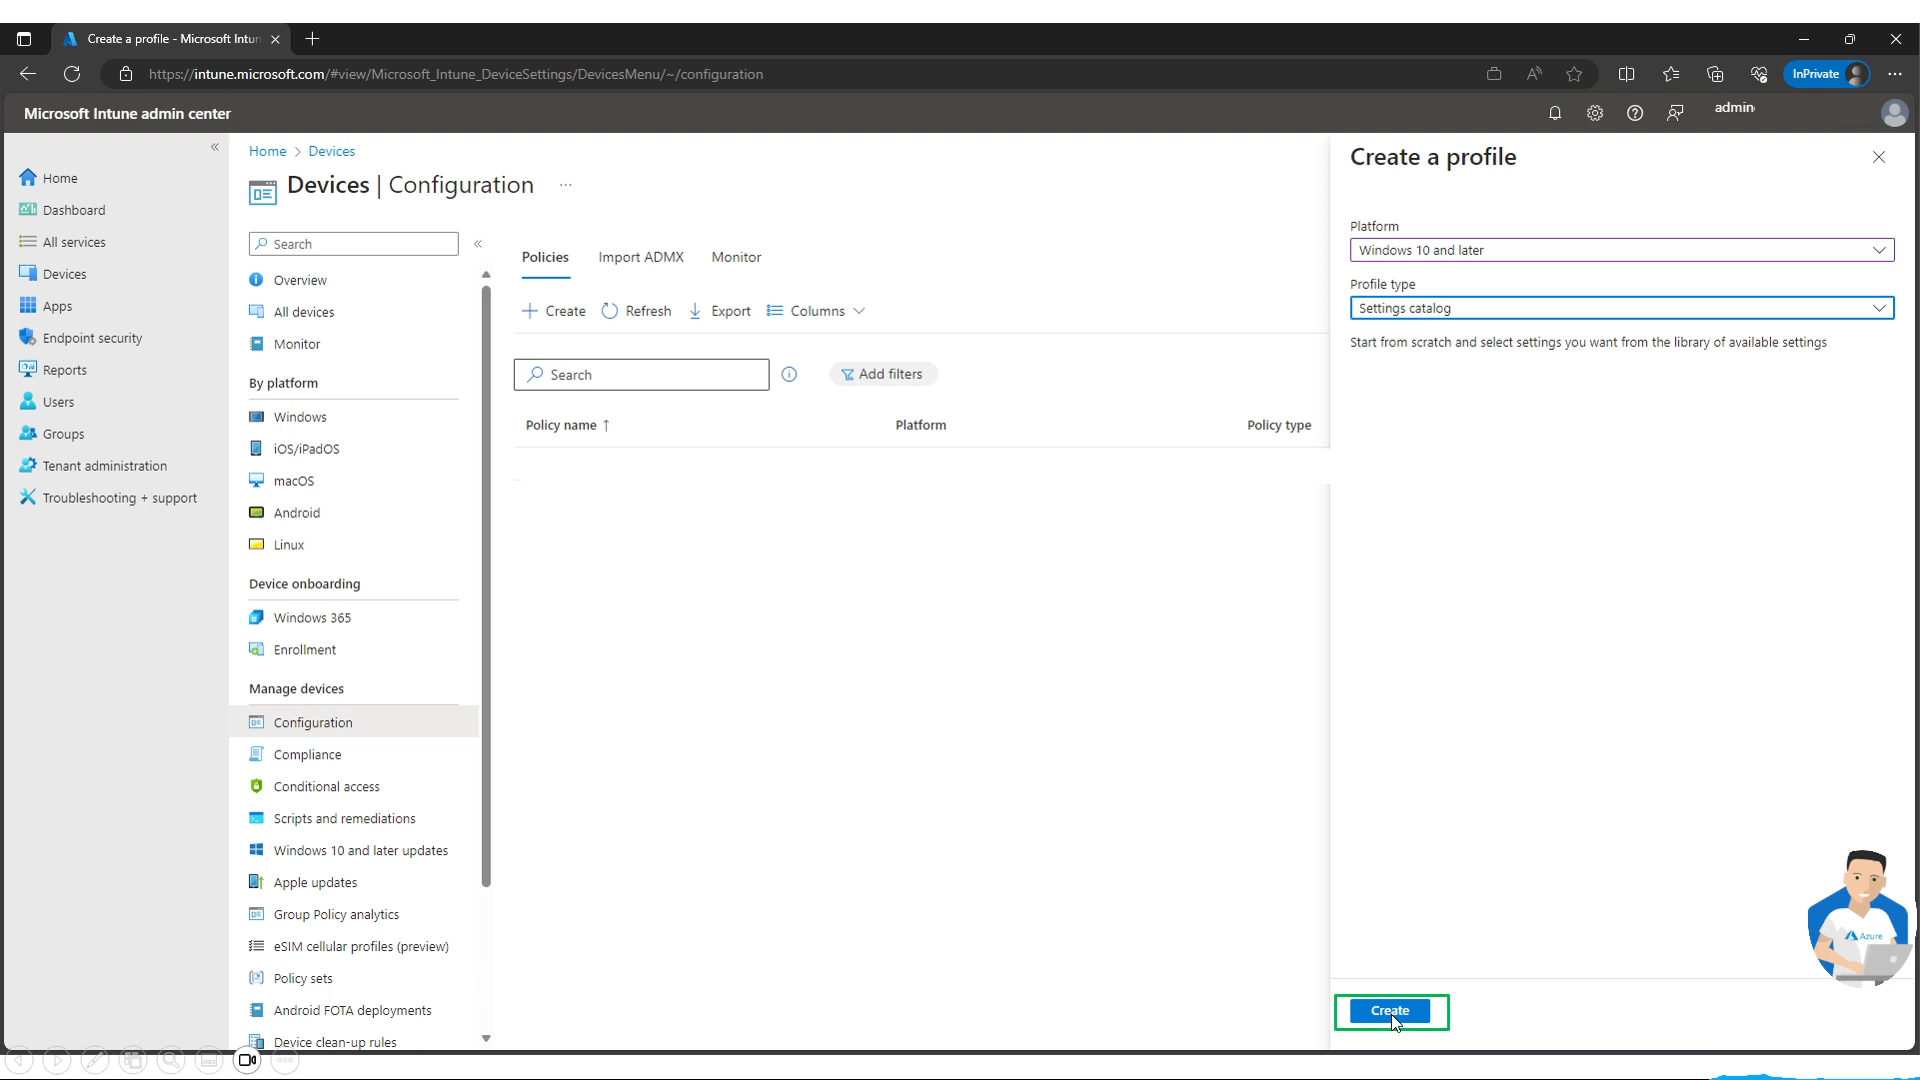 Create a profile - Microsoft Intun
https://intune.microsoft.com/#view/Microsoft_Intune_DeviceSettings/DevicesMenu/~/configuration
InPrivate
Microsoft Intune admin center
admin
Home
Dashboard
All services
Devices
Apps
Endpoint security
Reports
Users
Groups
Tenant administration
Troubleshooting + support
Home > Devices
Devices | Configuration
Search
Overview
All devices
Monitor
By platform
Windows
iOS/iPadOS
macOS
Android
Linux
Device onboarding
Windows 365
Enrollment
Manage devices
Configuration
Compliance
Conditional access
Scripts and remediations
Windows 10 and later updates
Apple updates
Group Policy analytics
eSIM cellular profiles (preview)
Policy sets
Android FOTA deployments
Device clean-up rules
Policies Import ADMX Monitor
Create Refresh Export Columns
Search Add filters
Policy name ↑ Platform Policy type
Create a profile
Platform
Windows 10 and later
Profile type
Settings catalog
Start from scratch and select settings you want from the library of available settings
Azure
Create